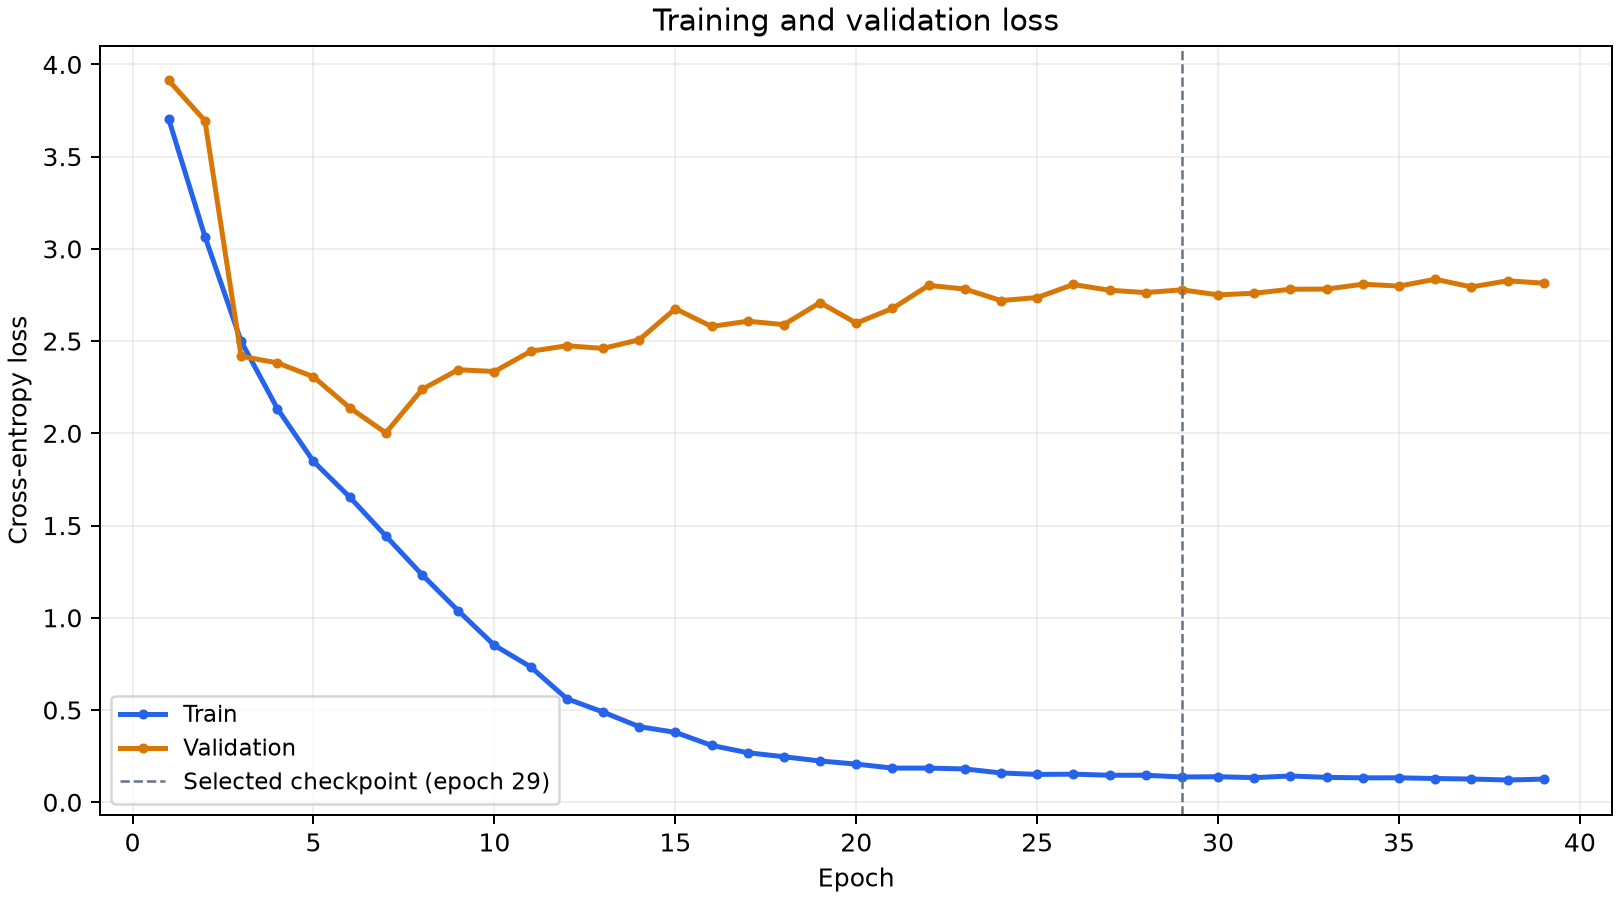 Training and validation loss
Cross-entropy loss
4.0
3.5
3.0
2.5
2.0
1.5
1.0
0.5
0.0
Train
Validation
Selected checkpoint (epoch 29)
0 5 10 15 20 25 30 35 40
Epoch